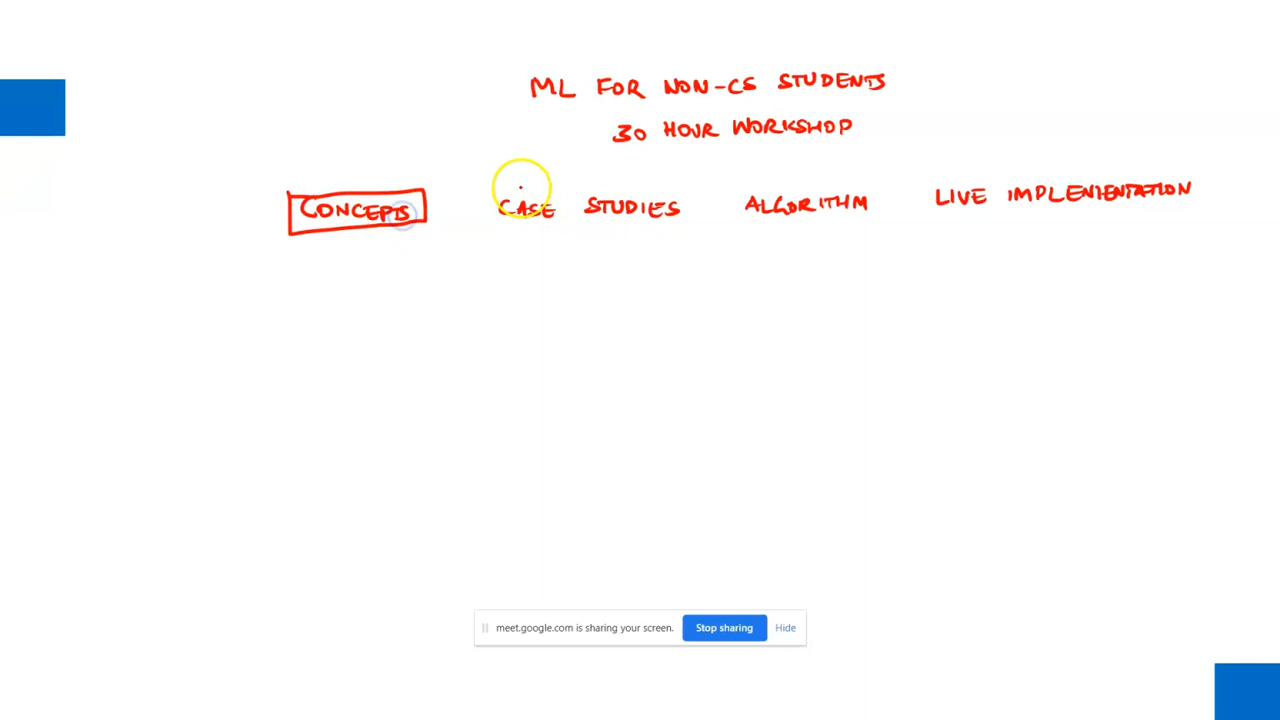 ML FOR NON-CS STUDENTS
30 HOUR WORKSHOP
CONCEPTS CASE STUDIES ALGORITHM LIVE IMPLEMENTATION
meet.google.com is sharing your screen. Stop sharing Hide